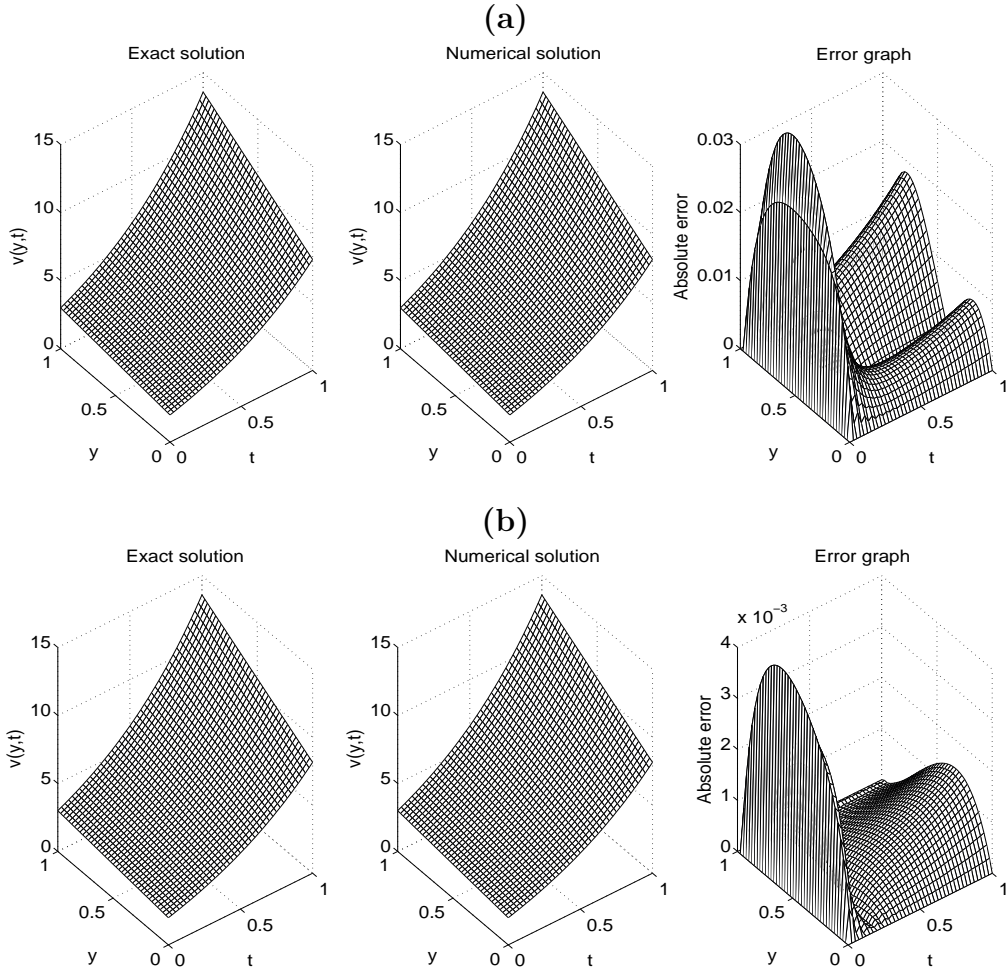 (a)
Exact solution
Numerical solution
Error graph
15
10
5
0
v(y,t)
1
0.5
0
y
0
0.5
1
t
15
10
5
0
v(y,t)
1
0.5
0
y
0
0.5
1
t
0.03
0.02
0.01
0
Absolute error
1
0.5
0
y
0
0.5
1
t
(b)
Exact solution
Numerical solution
Error graph
15
10
5
0
v(y,t)
1
0.5
0
y
0
0.5
1
t
15
10
5
0
v(y,t)
1
0.5
0
y
0
0.5
1
t
x 10⁻³
4
3
2
1
0
Absolute error
1
0.5
0
y
0
0.5
1
t